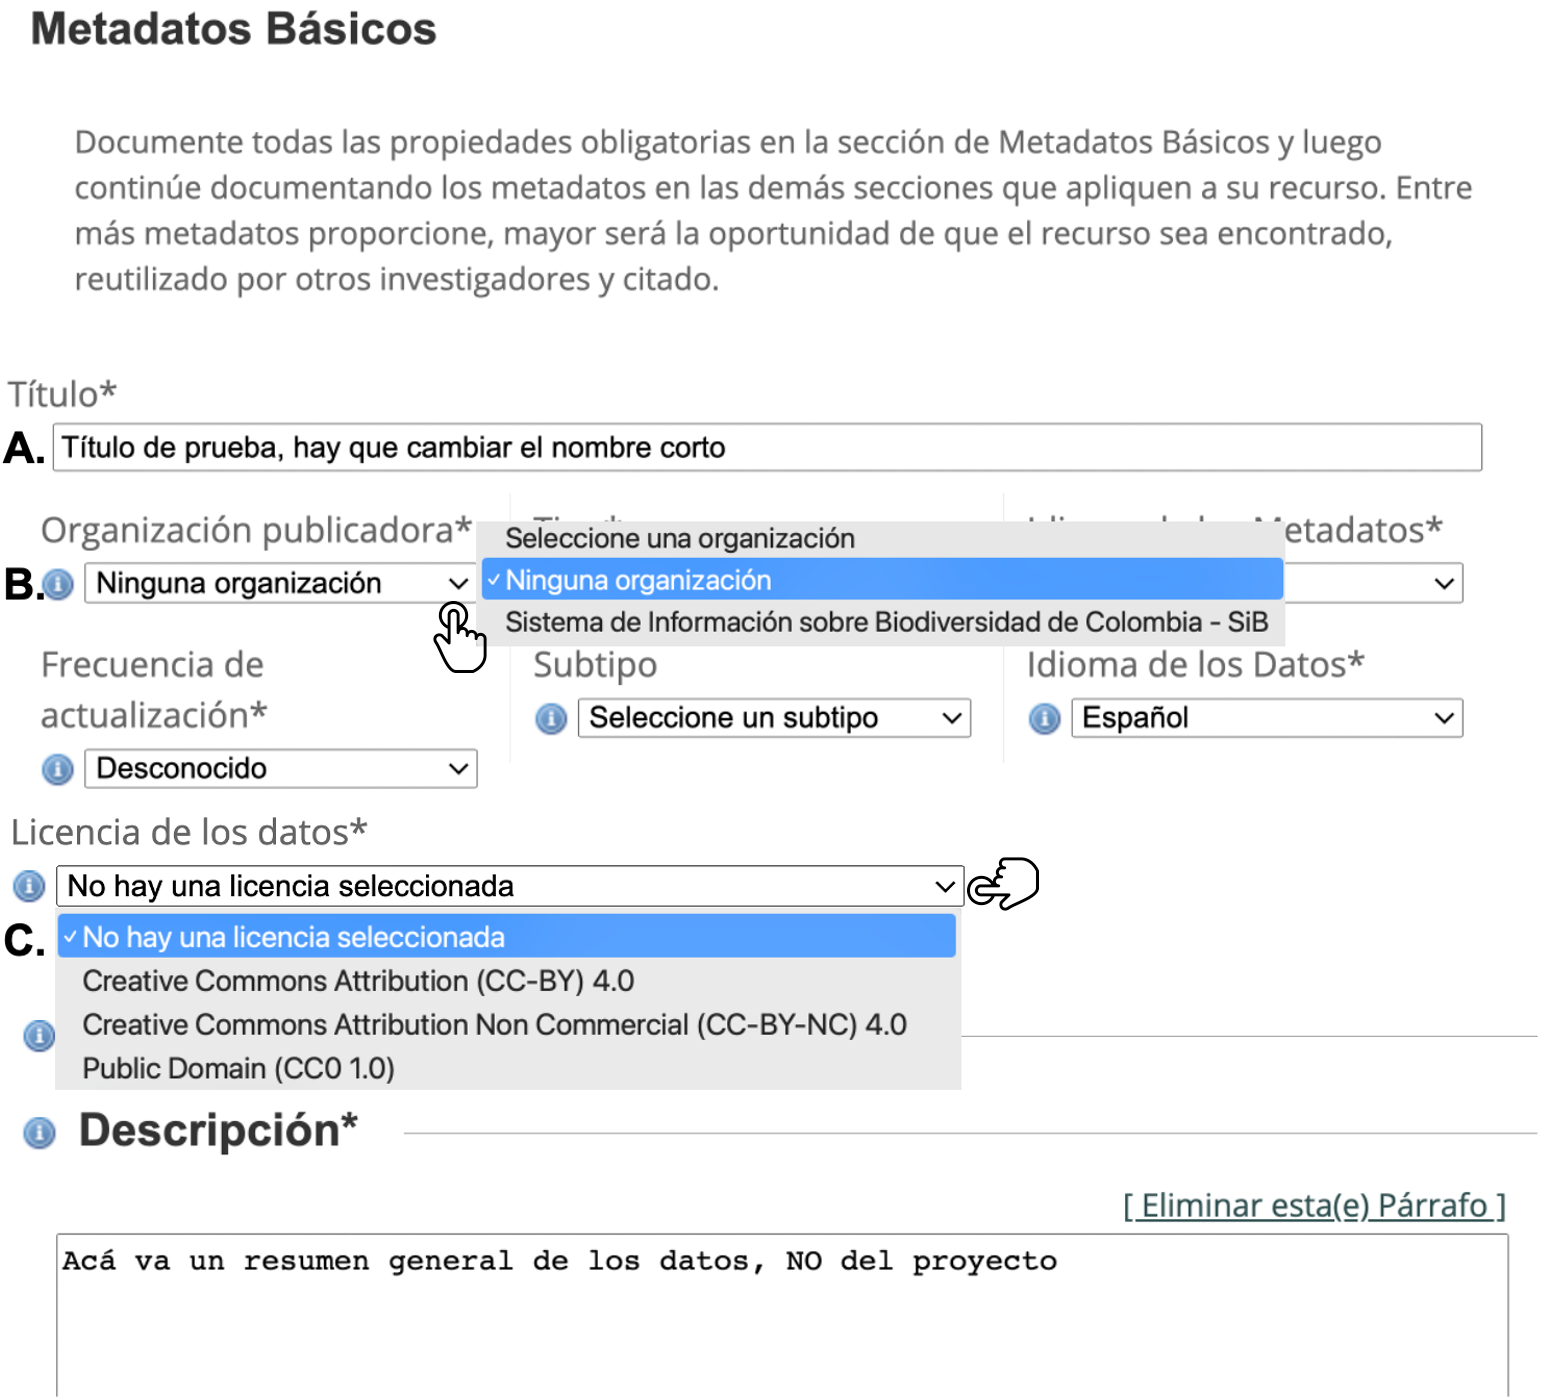 Metadatos Básicos
Documente todas las propiedades obligatorias en la sección de Metadatos Básicos y luego
continúe documentando los metadatos en las demás secciones que apliquen a su recurso. Entre
más metadatos proporcione, mayor será la oportunidad de que el recurso sea encontrado,
reutilizado por otros investigadores y citado.
Título*
A. Título de prueba, hay que cambiar el nombre corto
Organización publicadora*
etadatos*
B. Ninguna organización
Seleccione una organización
✓ Ninguna organización
Sistema de Información sobre Biodiversidad de Colombia - SiB
Frecuencia de
actualización*
Desconocido
Subtipo
Seleccione un subtipo
Idioma de los Datos*
Español
Licencia de los datos*
No hay una licencia seleccionada
C. ✓ No hay una licencia seleccionada
Creative Commons Attribution (CC-BY) 4.0
Creative Commons Attribution Non Commercial (CC-BY-NC) 4.0
Public Domain (CC0 1.0)
Descripción*
[ Eliminar esta(e) Párrafo ]
Acá va un resumen general de los datos, NO del proyecto